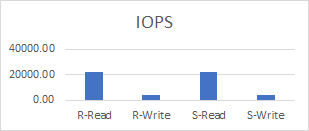 IOPS
40000.00
20000.00
0.00
R-Read R-Write S-Read S-Write